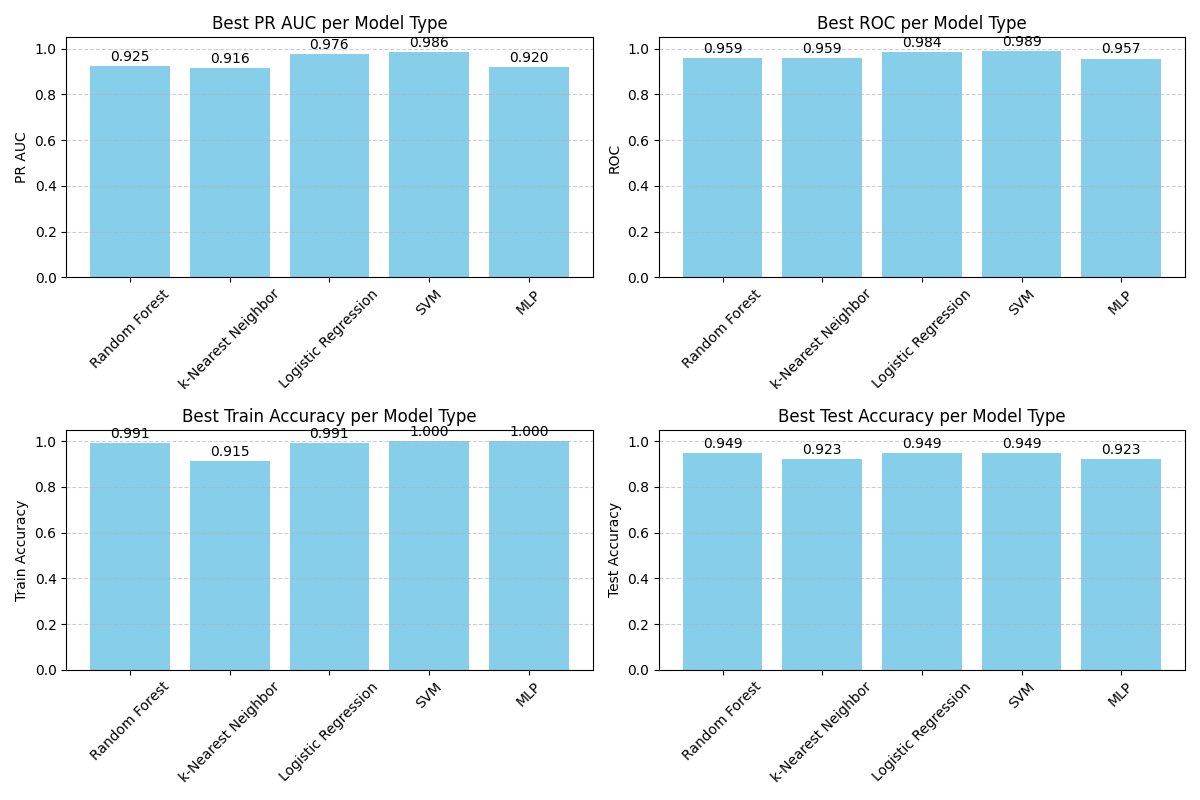 Best PR AUC per Model Type
PR AUC
1.0
0.8
0.6
0.4
0.2
0.0
0.925
0.916
0.976
0.986
0.920
Random Forest
k-Nearest Neighbor
Logistic Regression
SVM
MLP
Best ROC per Model Type
ROC
1.0
0.8
0.6
0.4
0.2
0.0
0.959
0.959
0.984
0.989
0.957
Random Forest
k-Nearest Neighbor
Logistic Regression
SVM
MLP
Best Train Accuracy per Model Type
Train Accuracy
1.0
0.8
0.6
0.4
0.2
0.0
0.991
0.915
0.991
1.000
1.000
Random Forest
k-Nearest Neighbor
Logistic Regression
SVM
MLP
Best Test Accuracy per Model Type
Test Accuracy
1.0
0.8
0.6
0.4
0.2
0.0
0.949
0.923
0.949
0.949
0.923
Random Forest
k-Nearest Neighbor
Logistic Regression
SVM
MLP